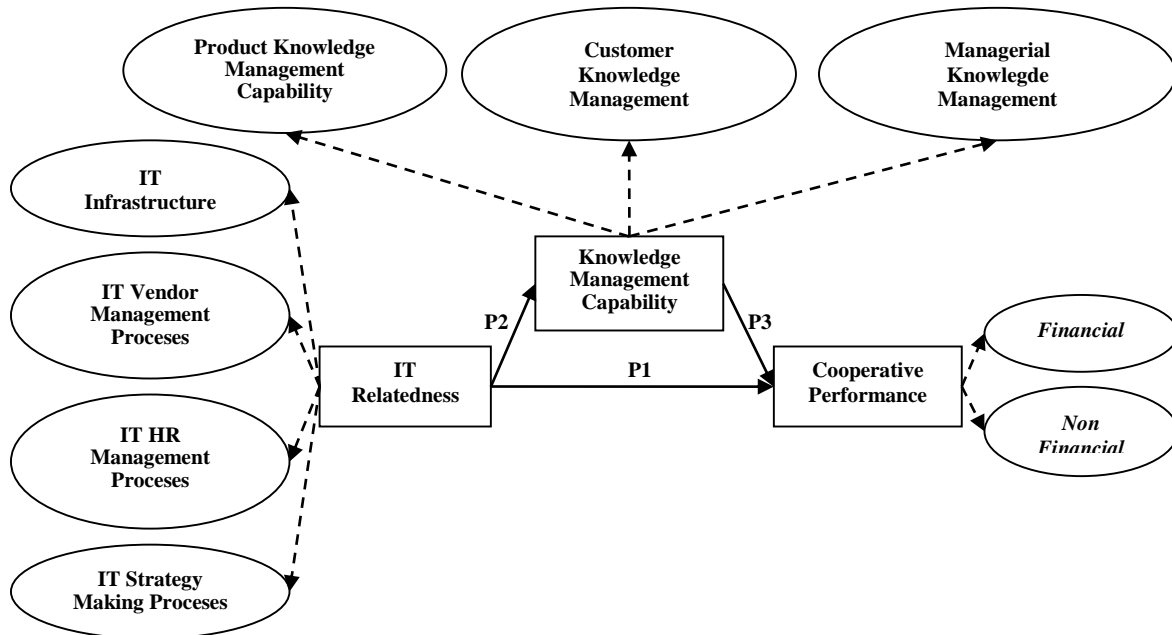 Product Knowledge
Management
Capability
Customer
Knowledge
Management
Managerial
Knowlegde
Management
IT
Infrastructure
IT Vendor
Management
Proceses
IT HR
Management
Proceses
IT Strategy
Making Proceses
Knowledge
Management
Capability
P2
P3
IT
Relatedness
P1
Cooperative
Performance
Financial
Non
Financial